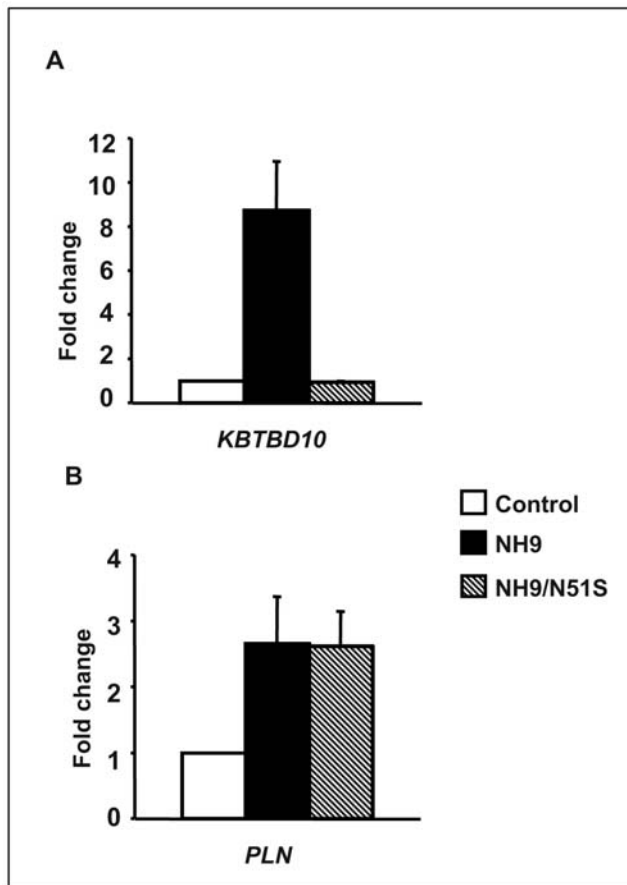 A
12
10
8
6
4
2
0
Fold change
KBTBD10
B
Control
NH9
NH9/N51S
4
3
2
1
0
Fold change
PLN